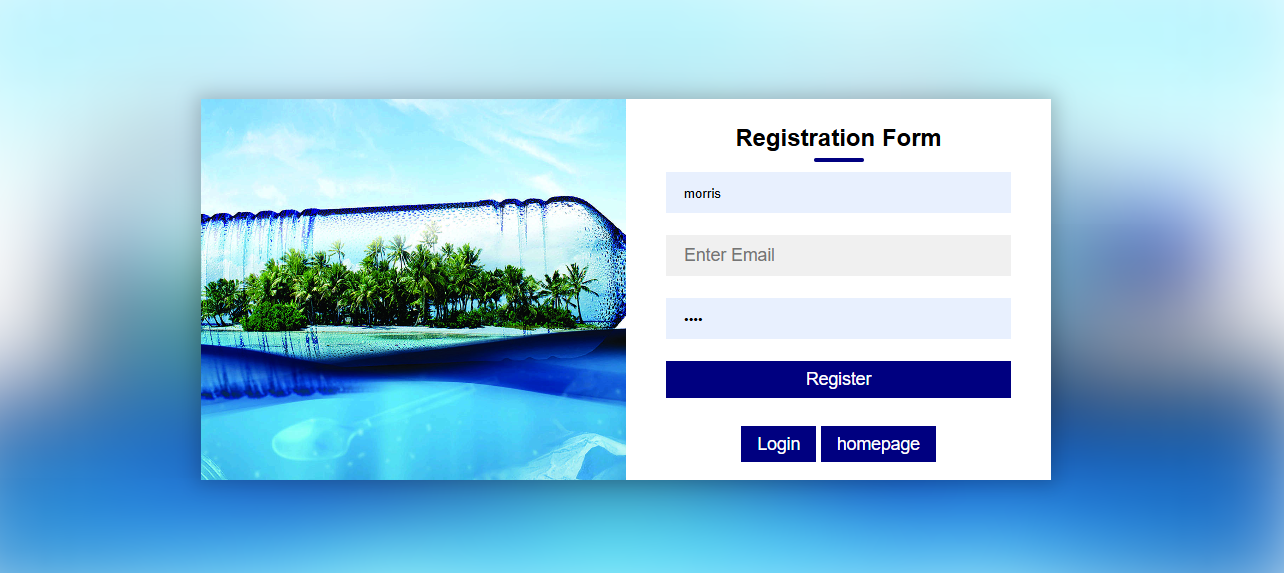 Registration Form
morris
Enter Email
••••
Register
Login homepage